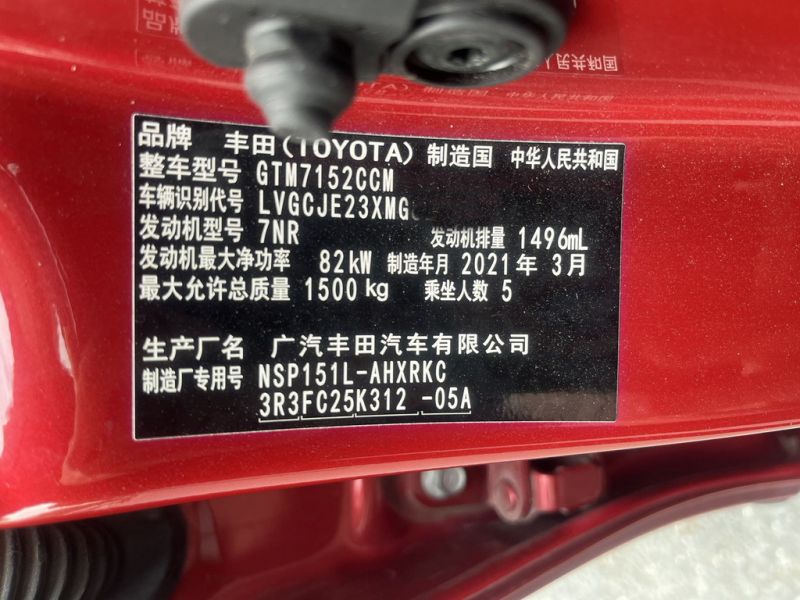 品牌 丰田(TOYOTA) 制造国 中华人民共和国
整车型号 GTM7152CCM
车辆识别代号 LVGCJE23XMG
发动机型号 7NR 发动机排量 1496mL
发动机最大净功率 82kW 制造年月 2021年 3月
最大允许总质量 1500kg 乘坐人数 5
生产厂名 广汽丰田汽车有限公司
制造厂专用号 NSP151L-AHXRKC
3R3FC25K312 -05A